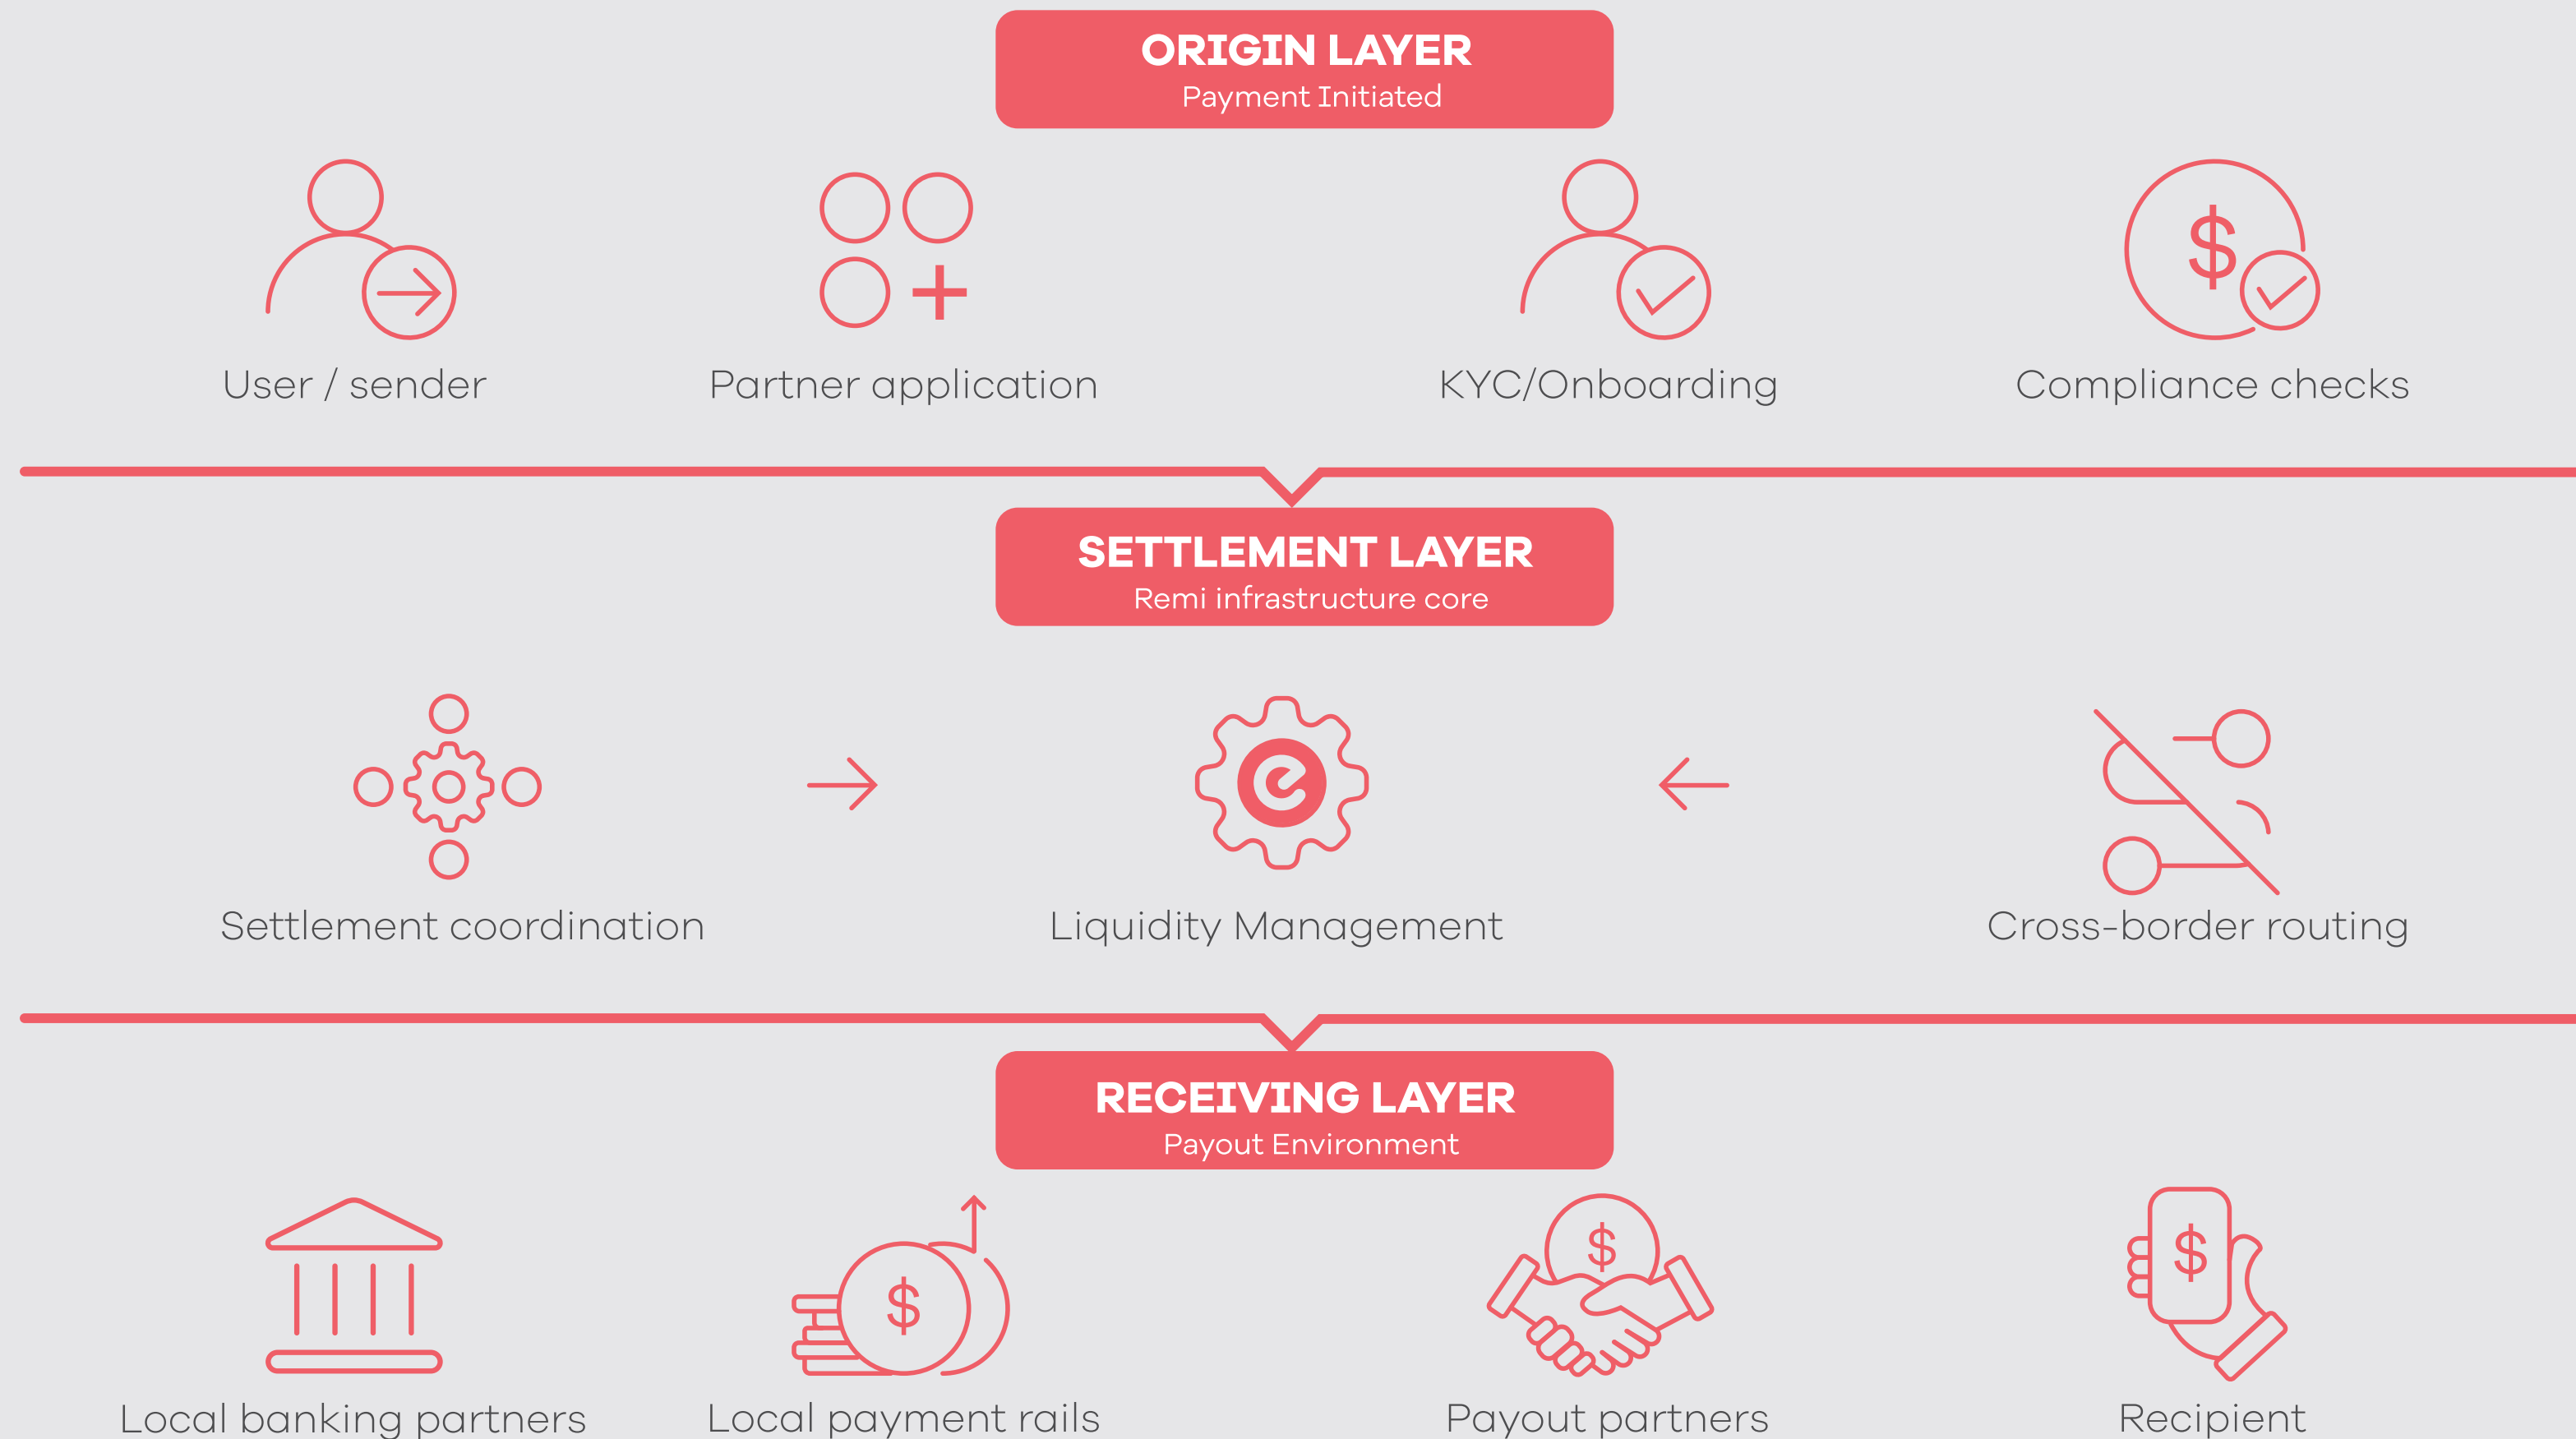 ORIGIN LAYER
Payment Initiated
User / sender
Partner application
KYC/Onboarding
Compliance checks
SETTLEMENT LAYER
Remi infrastructure core
Settlement coordination
Liquidity Management
Cross-border routing
RECEIVING LAYER
Payout Environment
Local banking partners
Local payment rails
Payout partners
Recipient